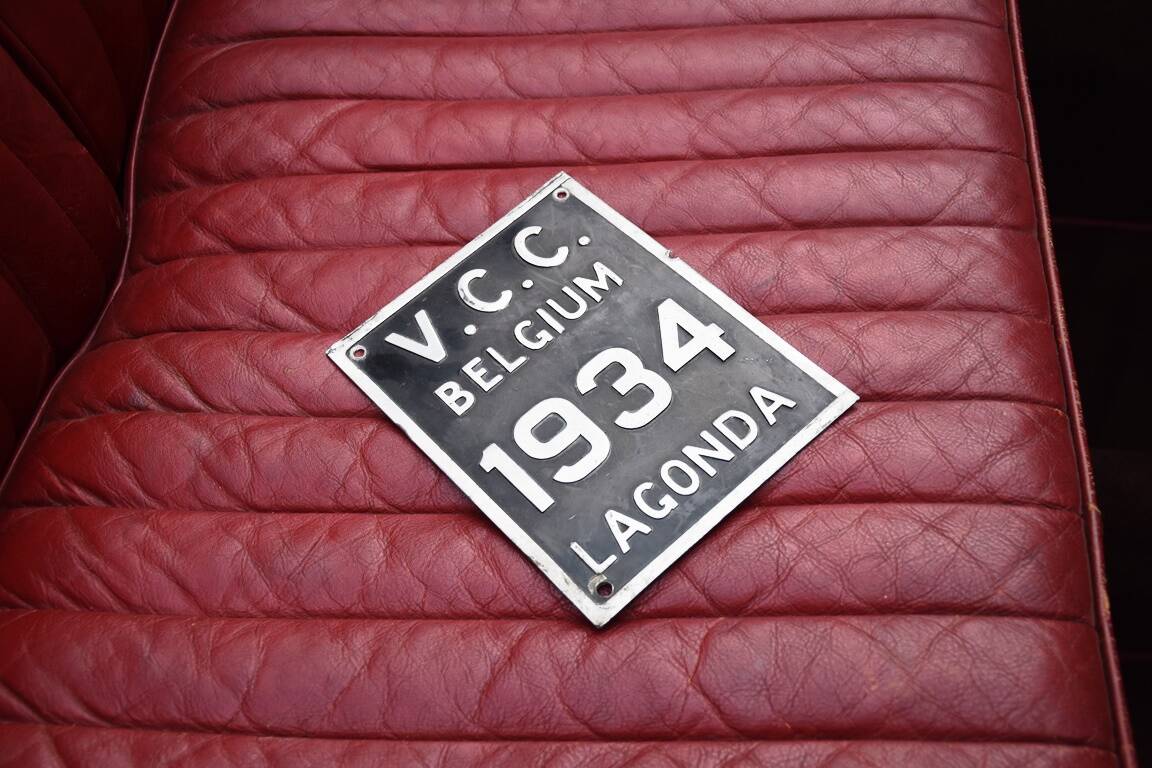 V.C.C.
BELGIUM
1934
LAGONDA